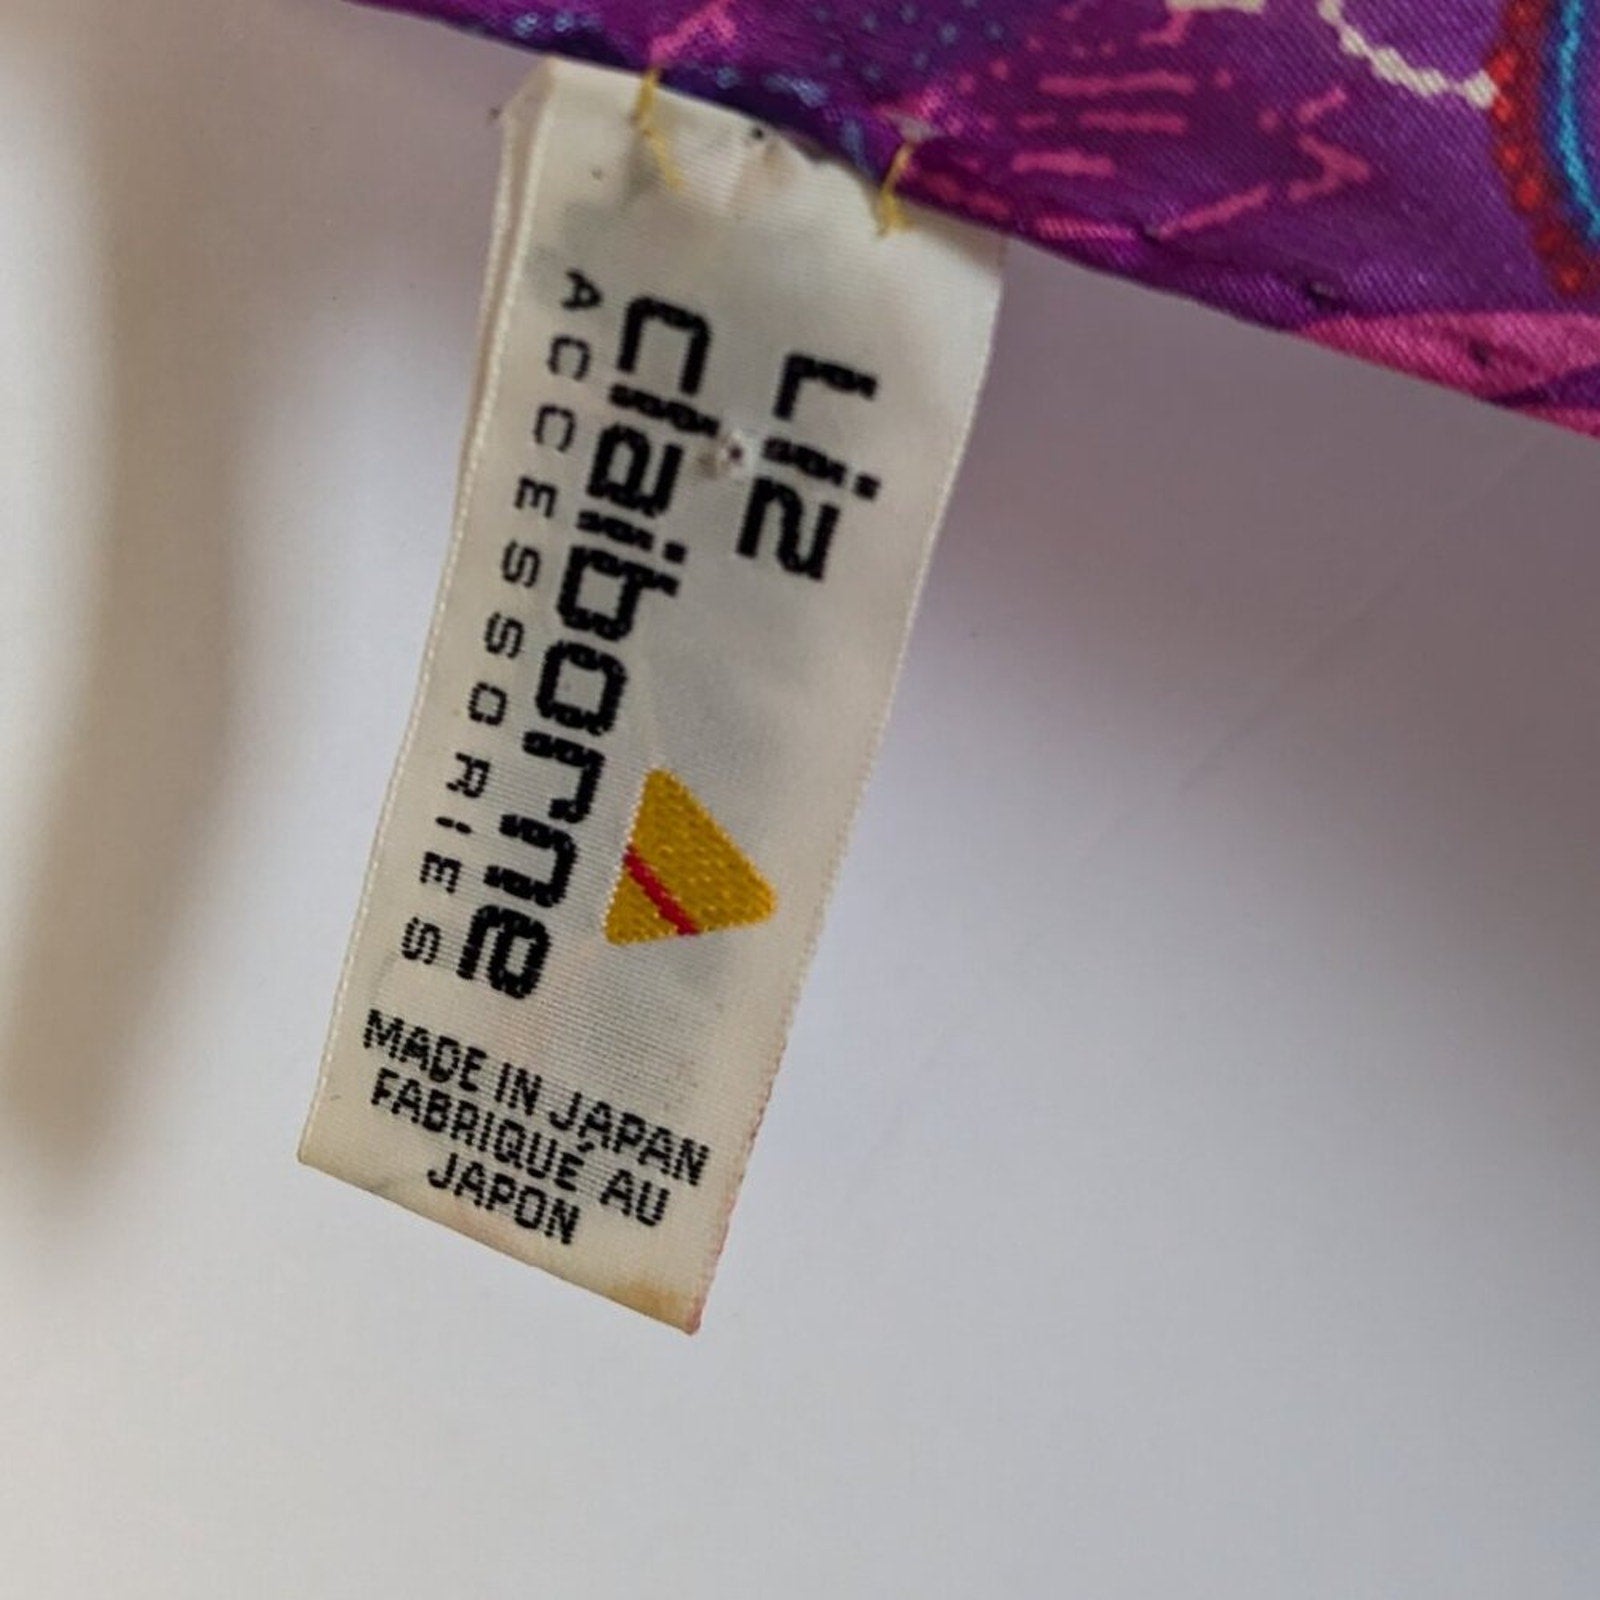 Liz
claiborne
ACCESSORIES
MADE IN JAPAN
FABRIQUÉ AU
JAPON